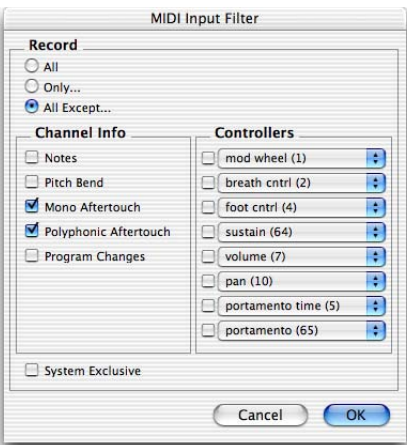 MIDI Input Filter
Record
All
Only...
All Except...
Channel Info
Notes
Pitch Bend
Mono Aftertouch
Polyphonic Aftertouch
Program Changes
Controllers
mod wheel (1)
breath cntrl (2)
foot cntrl (4)
sustain (64)
volume (7)
pan (10)
portamento time (5)
portamento (65)
System Exclusive
Cancel
OK